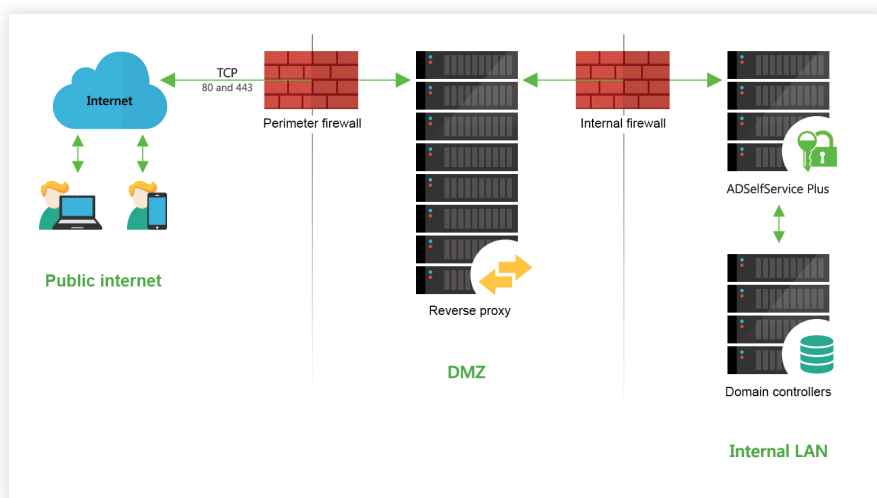 Internet
TCP
80 and 443
Perimeter firewall
Internal firewall
ADSelfService Plus
Public internet
Reverse proxy
DMZ
Domain controllers
Internal LAN